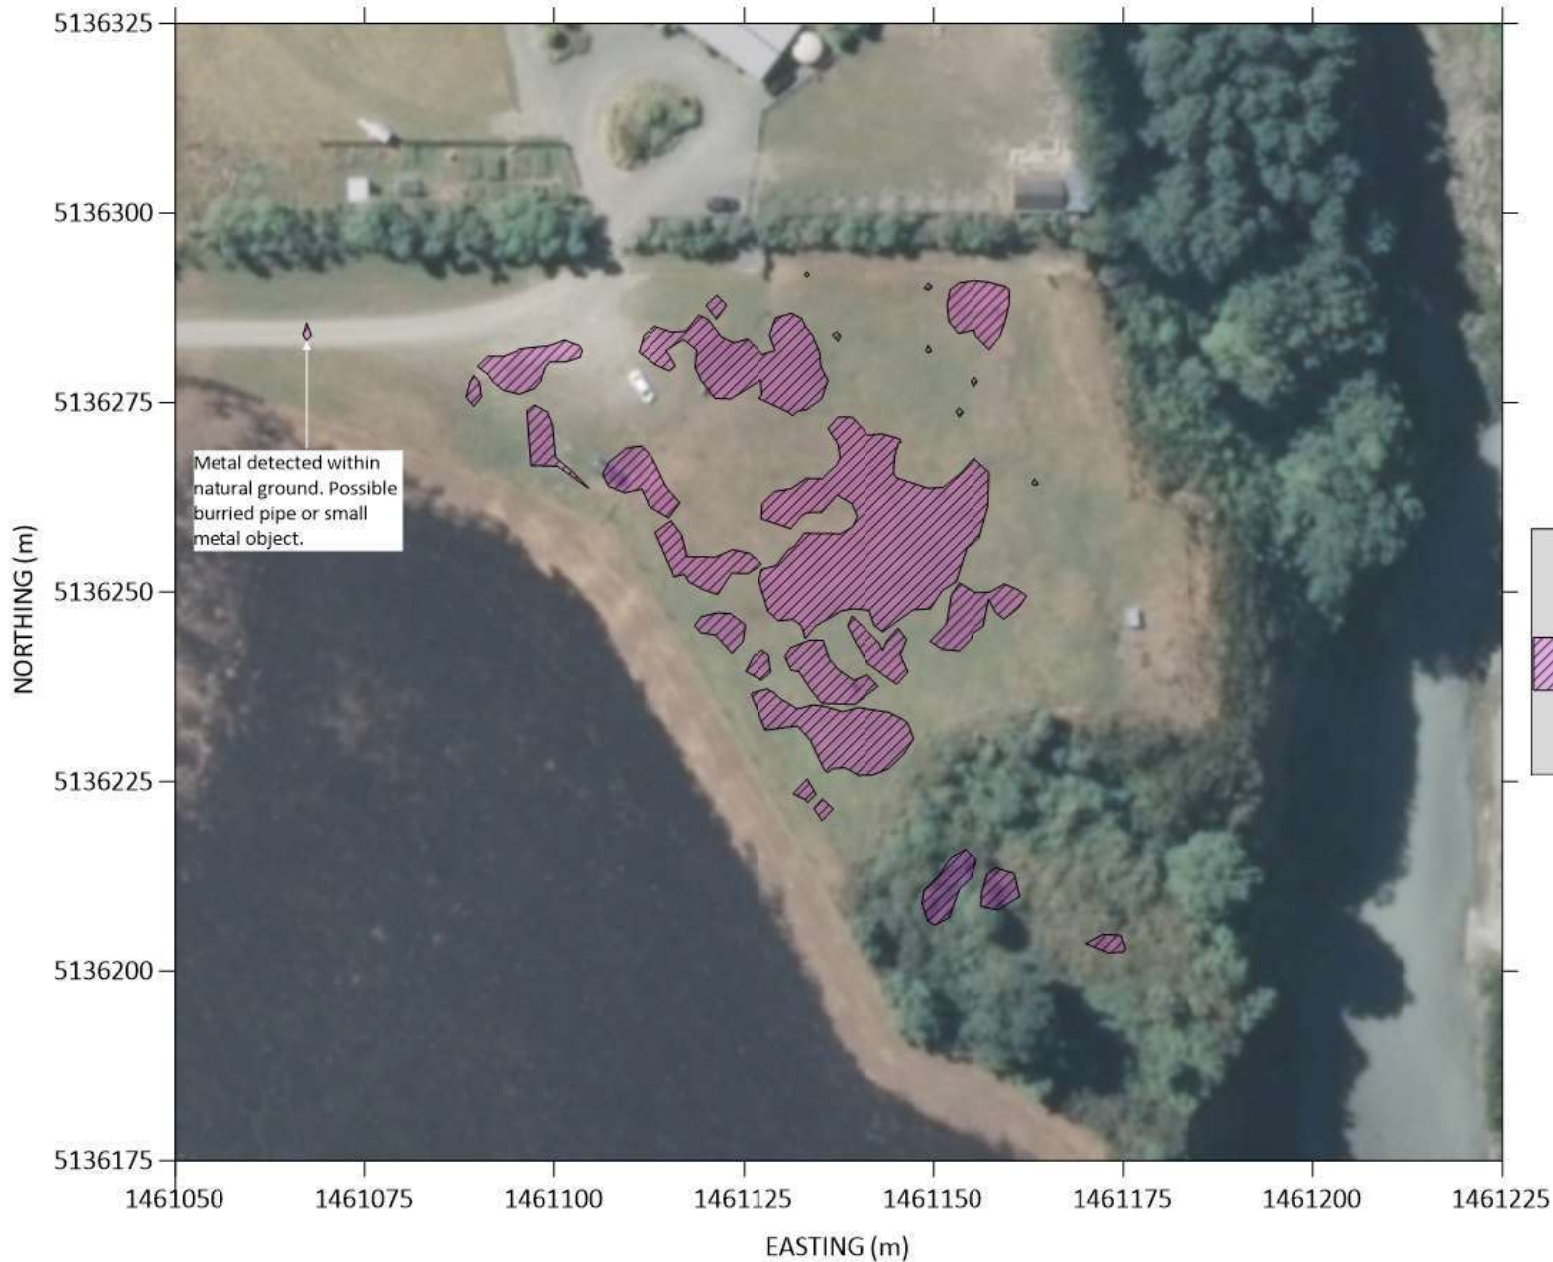 5136325
5136300
5136275
5136250
5136225
5136200
5136175
NORTHING (m)
Metal detected within
natural ground. Possible
burried pipe or small
metal object.
1461050 1461075 1461100 1461125 1461150 1461175 1461200 1461225
EASTING (m)